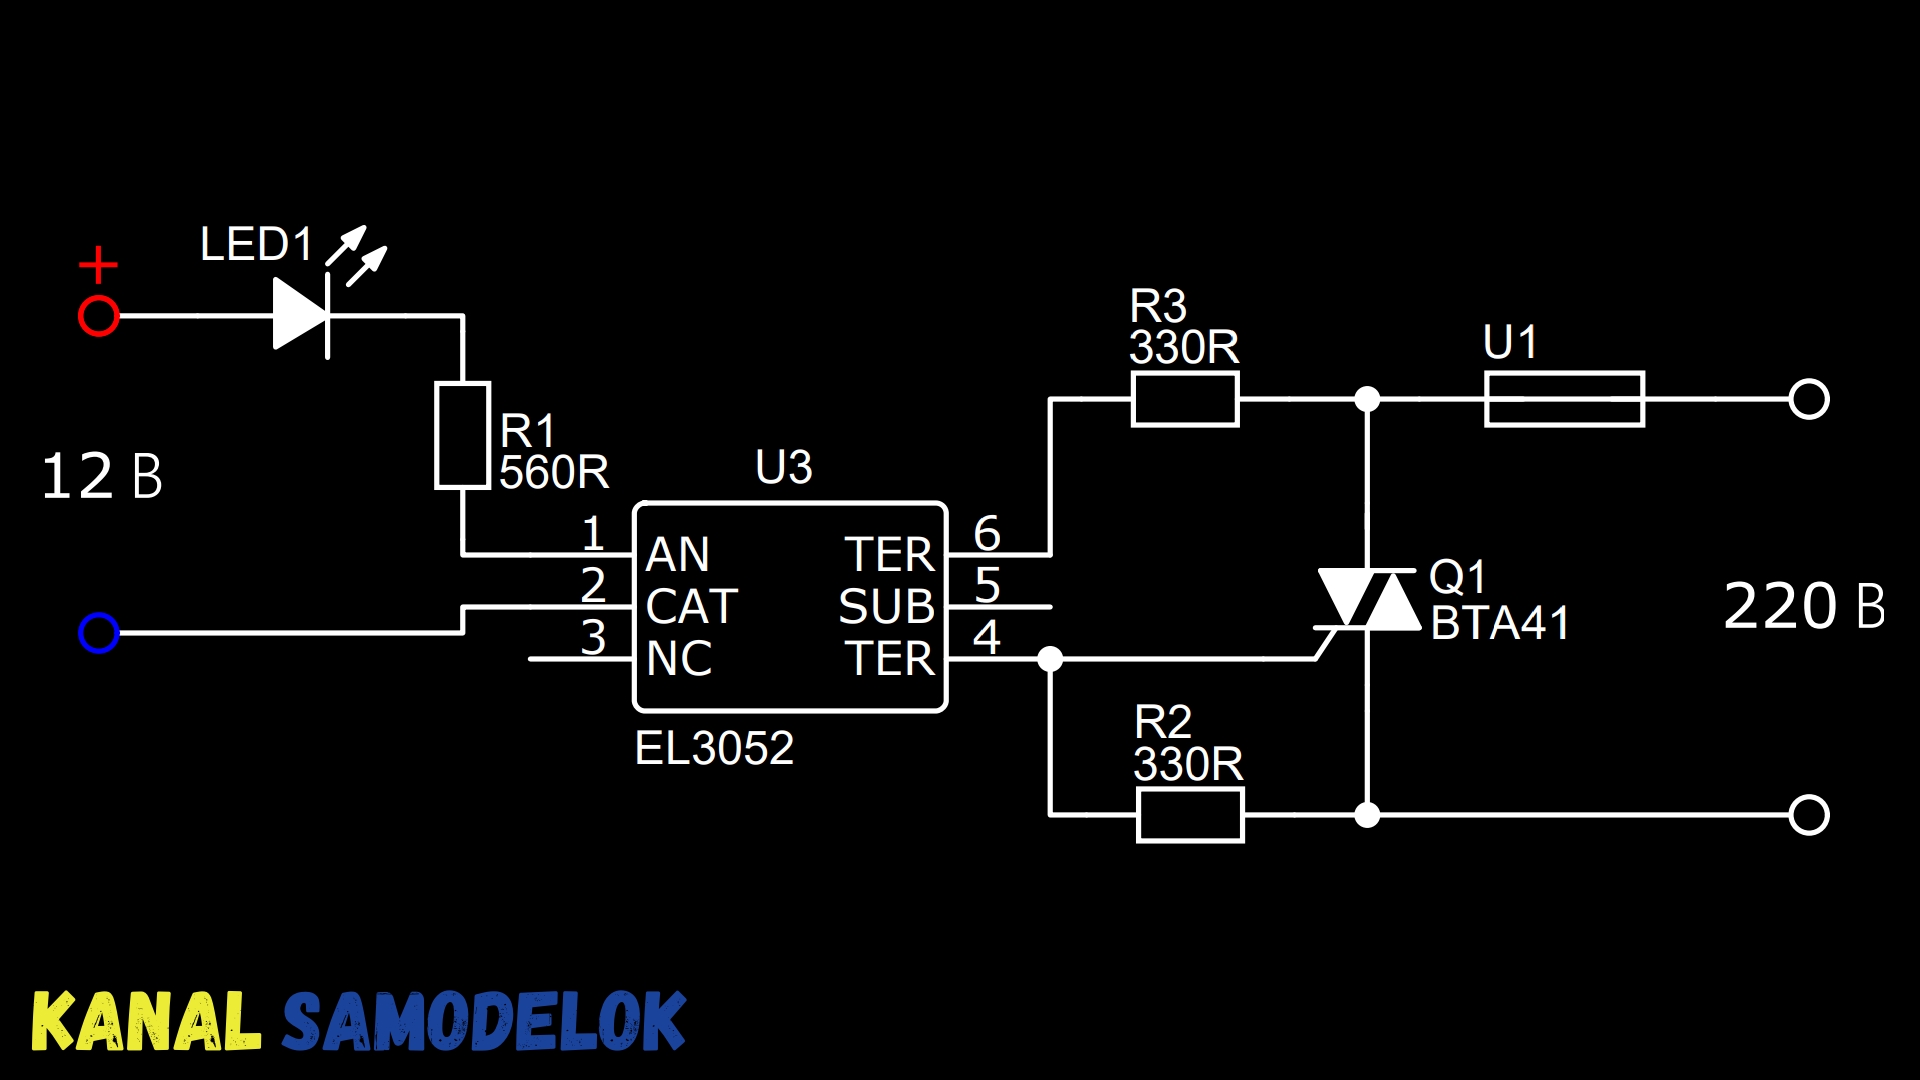 LED1
+
12 В
R1
560R
U3
1
2
3
AN
CAT
NC
TER
SUB
TER
6
5
4
EL3052
R3
330R
U1
Q1
BTA41
220 В
R2
330R
KANAL SAMODELOK